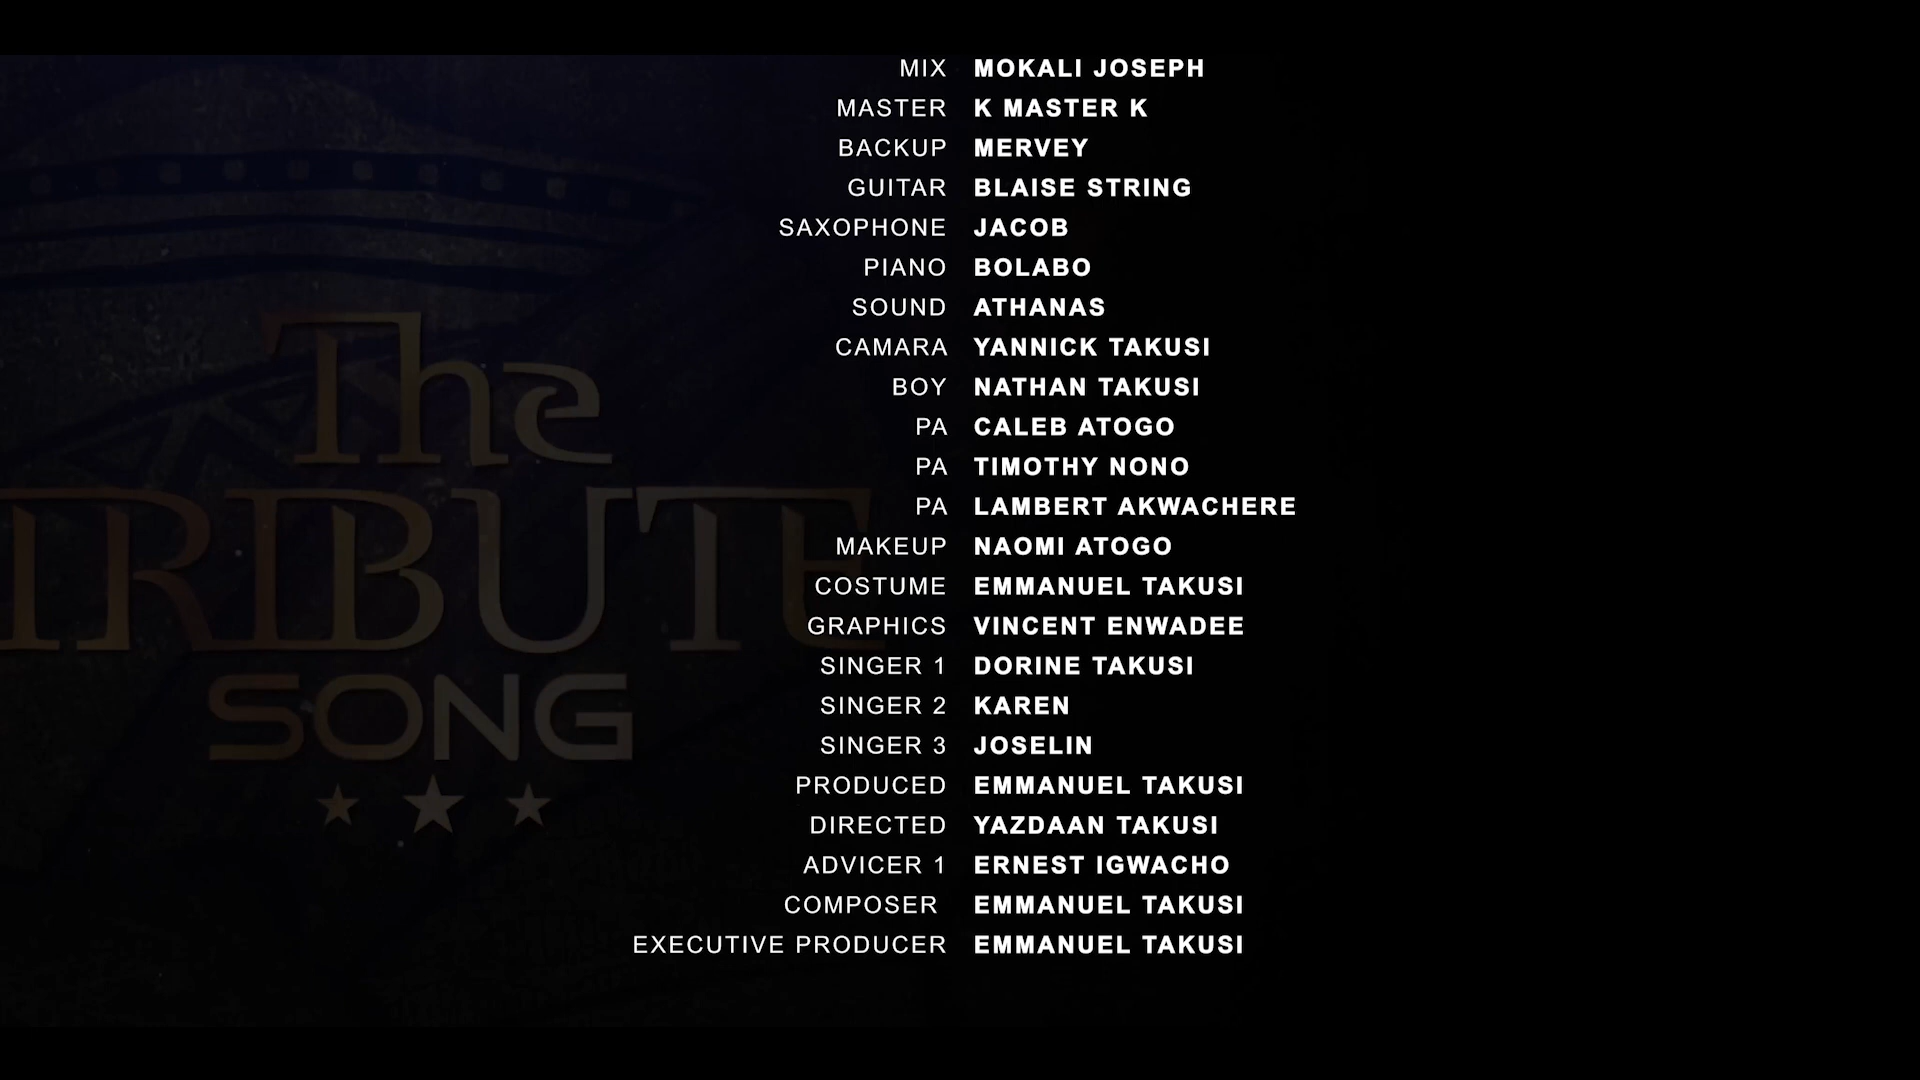 MIX MOKALI JOSEPH
MASTER K MASTER K
BACKUP MERVEY
GUITAR BLAISE STRING
SAXOPHONE JACOB
PIANO BOLABO
SOUND ATHANAS
CAMARA YANNICK TAKUSI
BOY NATHAN TAKUSI
PA CALEB ATOGO
PA TIMOTHY NONO
PA LAMBERT AKWACHERE
MAKEUP NAOMI ATOGO
COSTUME EMMANUEL TAKUSI
GRAPHICS VINCENT ENWADEE
SINGER 1 DORINE TAKUSI
SINGER 2 KAREN
SINGER 3 JOSELIN
PRODUCED EMMANUEL TAKUSI
DIRECTED YAZDAAN TAKUSI
ADVICER 1 ERNEST IGWACHO
COMPOSER EMMANUEL TAKUSI
EXECUTIVE PRODUCER EMMANUEL TAKUSI
The
TRIBUTE
SONG